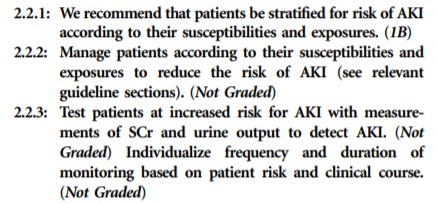 2.2.1: We recommend that patients be stratified for risk of AKI
according to their susceptibilities and exposures. (1B)
2.2.2: Manage patients according to their susceptibilities and
exposures to reduce the risk of AKI (see relevant
guideline sections). (Not Graded)
2.2.3: Test patients at increased risk for AKI with measure-
ments of SCr and urine output to detect AKI. (Not
Graded) Individualize frequency and duration of
monitoring based on patient risk and clinical course.
(Not Graded)